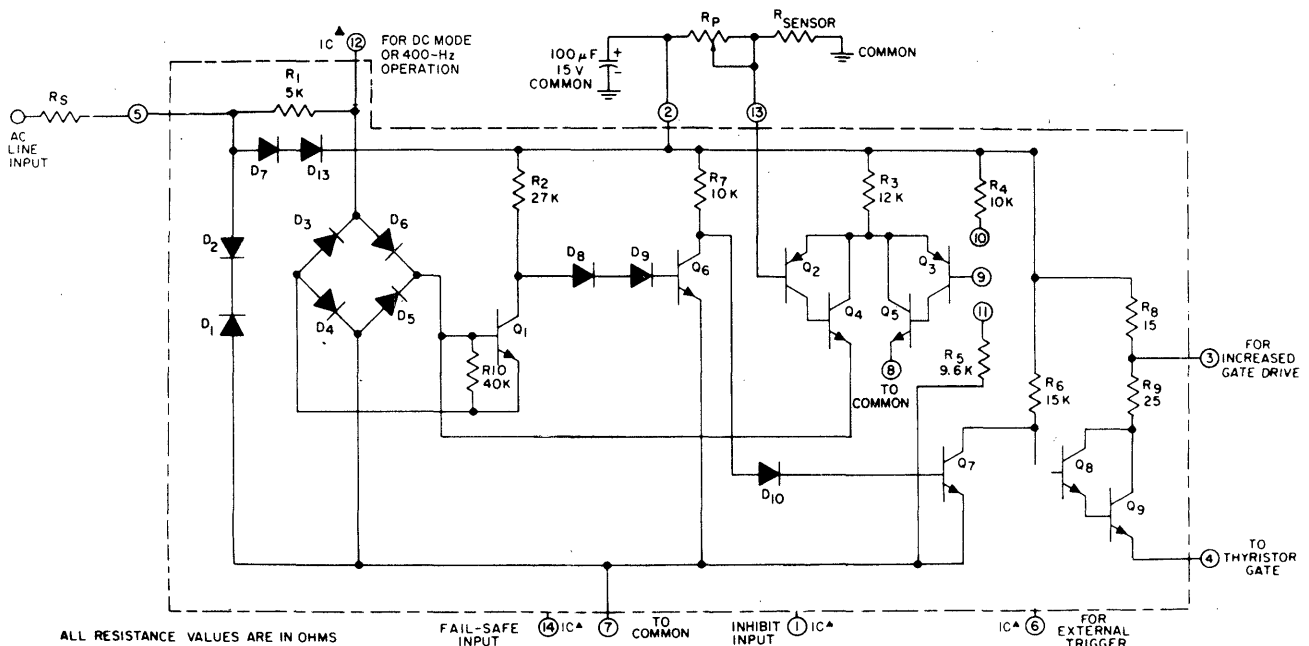 R_P
R_SENSOR
COMMON
100 µF
15 V
COMMON
IC▲ 12
FOR DC MODE
OR 400-Hz
OPERATION
R_S
AC
LINE
INPUT
5
R1
5K
2
13
D7
D13
R2
27K
R7
10K
R3
12K
R4
10K
10
D2
D1
D3
D6
D4
D5
D8
D9
Q6
Q2
Q3
9
Q1
R10
40K
Q4
Q5
8
TO
COMMON
11
R5
9.6K
R6
15K
R8
15
3
FOR
INCREASED
GATE DRIVE
R9
25
D10
Q7
Q8
Q9
4
TO
THYRISTOR
GATE
ALL RESISTANCE VALUES ARE IN OHMS
FAIL-SAFE
INPUT
14 IC▲
7
TO
COMMON
INHIBIT
INPUT
1 IC▲
IC▲ 6
FOR
EXTERNAL
TRIGGER